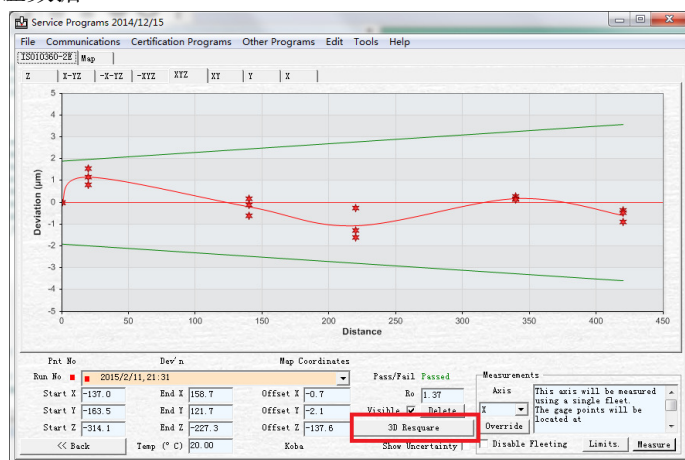 Service Programs 2014/12/15
File Communications Certification Programs Other Programs Edit Tools Help
ISO10360-2E Map
Z X-YZ -X-YZ -XYZ XYZ XY Y X
Deviation (µm)
5
4
3
2
1
0
-1
-2
-3
-4
-5
0 50 100 150 200 250 300 350 400 450
Distance
Pnt No Dev'n Map Coordinates
Run No 2015/2/11,21:31 Pass/Fail Passed
Measurements
Start X -137.0 End X 158.7 Offset X -0.7 Ro 1.37
Start Y -163.5 End Y 121.7 Offset Y -2.1 Visible Delete
Start Z -314.1 End Z -227.3 Offset Z -137.6 3D Resquare
Axis X Override
This axis will be measured
using a single fleet.
The gage points will be
located at
<< Back Temp (° C) 20.00 Koba Show Uncertainty Disable Fleeting Limits. Measure